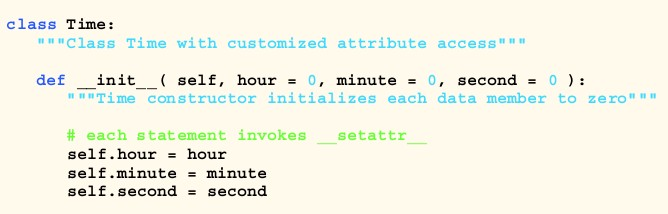 class Time:
"""Class Time with customized attribute access"""
def __init__( self, hour = 0, minute = 0, second = 0 ):
"""Time constructor initializes each data member to zero"""
# each statement invokes __setattr__
self.hour = hour
self.minute = minute
self.second = second